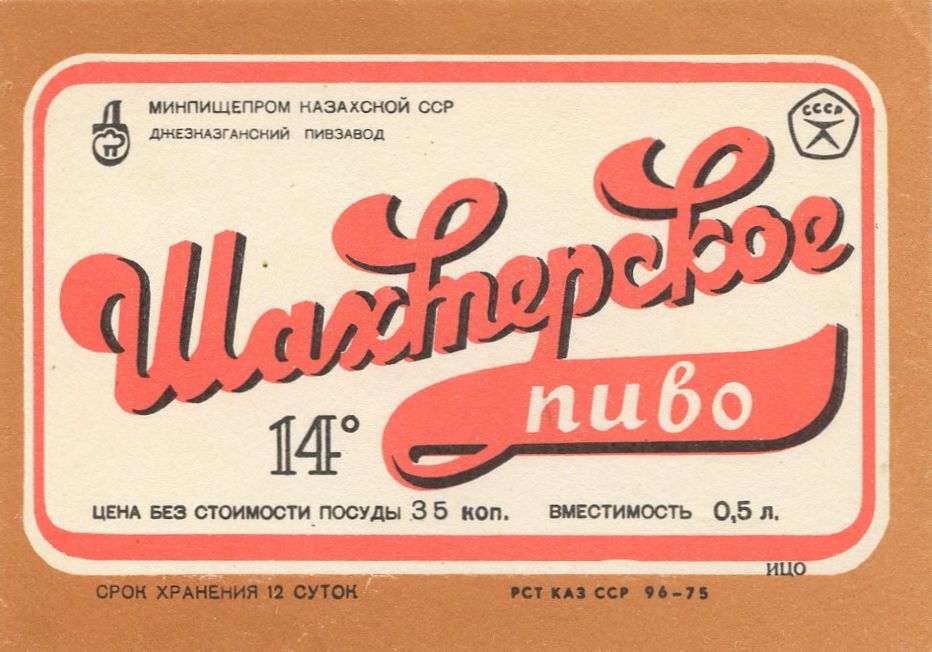 МИНПИЩЕПРОМ КАЗАХСКОЙ ССР
ДЖЕЗКАЗГАНСКИЙ ПИВЗАВОД
СССР
Шахтерское
пиво
14°
ЦЕНА БЕЗ СТОИМОСТИ ПОСУДЫ 35 коп. ВМЕСТИМОСТЬ 0,5 л.
ИЦО
СРОК ХРАНЕНИЯ 12 СУТОК РСТ КАЗ ССР 96-75